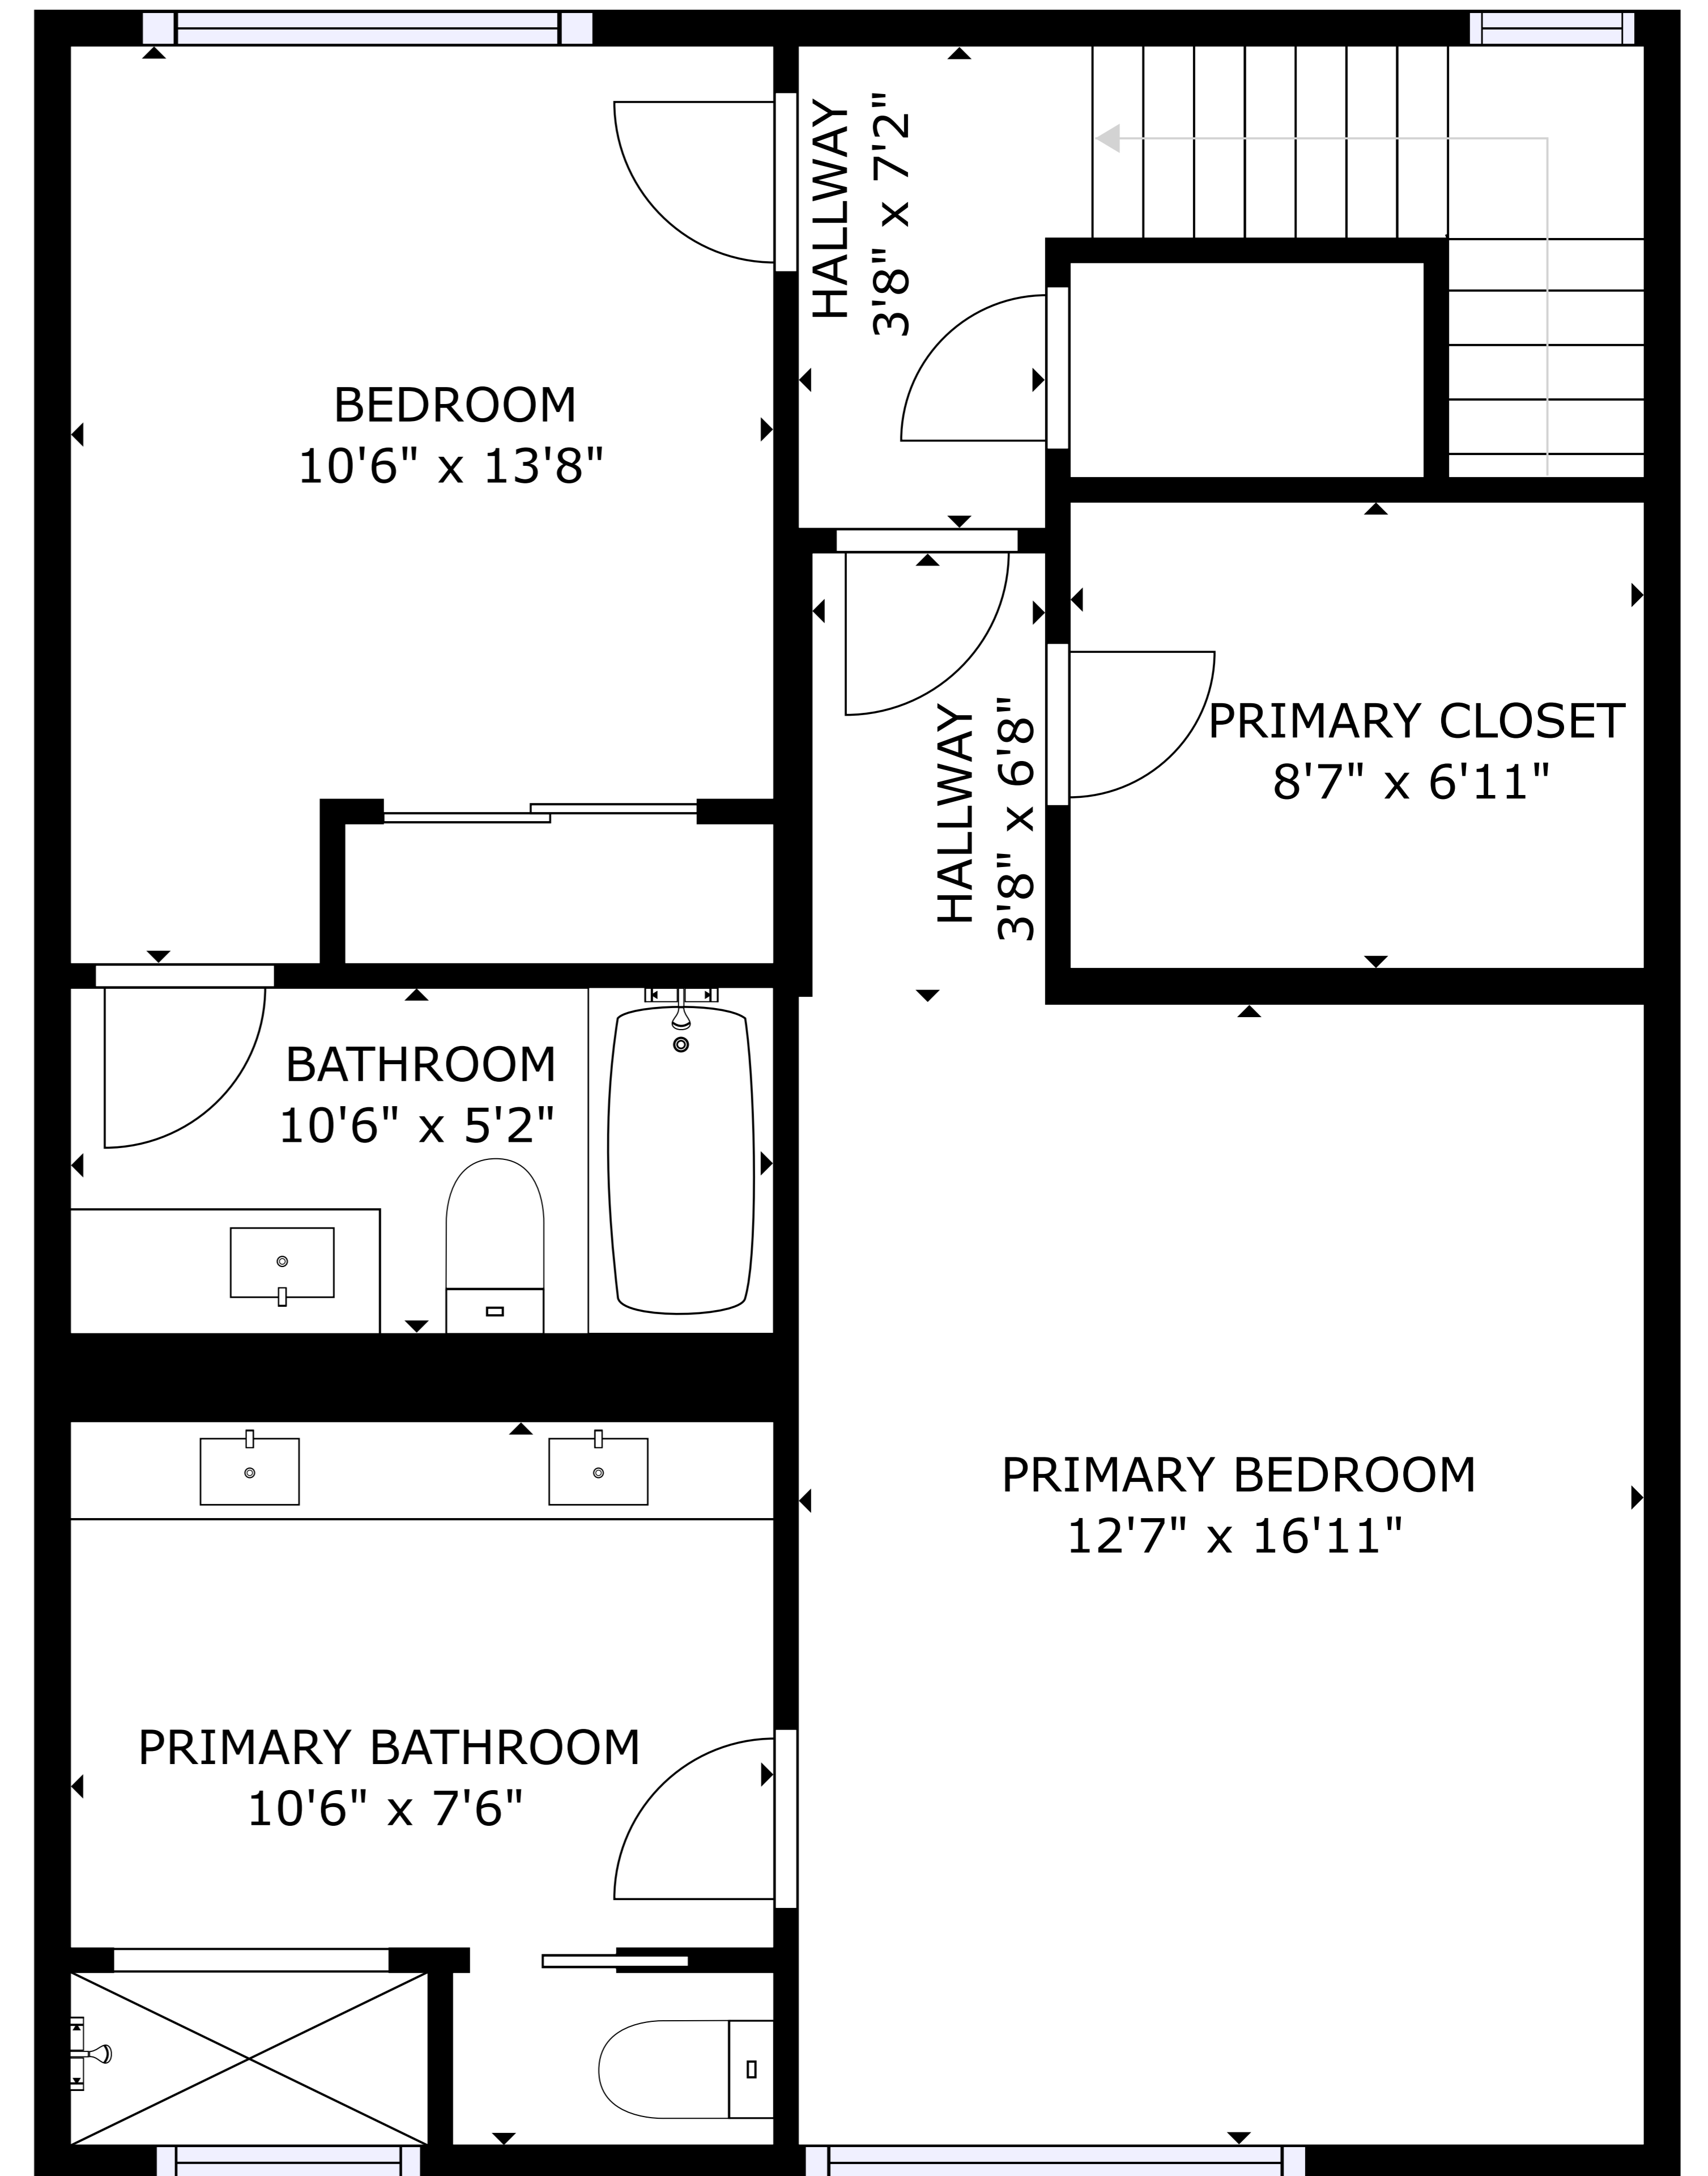 HALLWAY
3'8" x 7'2"
BEDROOM
10'6" x 13'8"
PRIMARY CLOSET
8'7" x 6'11"
HALLWAY
3'8" x 6'8"
BATHROOM
10'6" x 5'2"
PRIMARY BEDROOM
12'7" x 16'11"
PRIMARY BATHROOM
10'6" x 7'6"